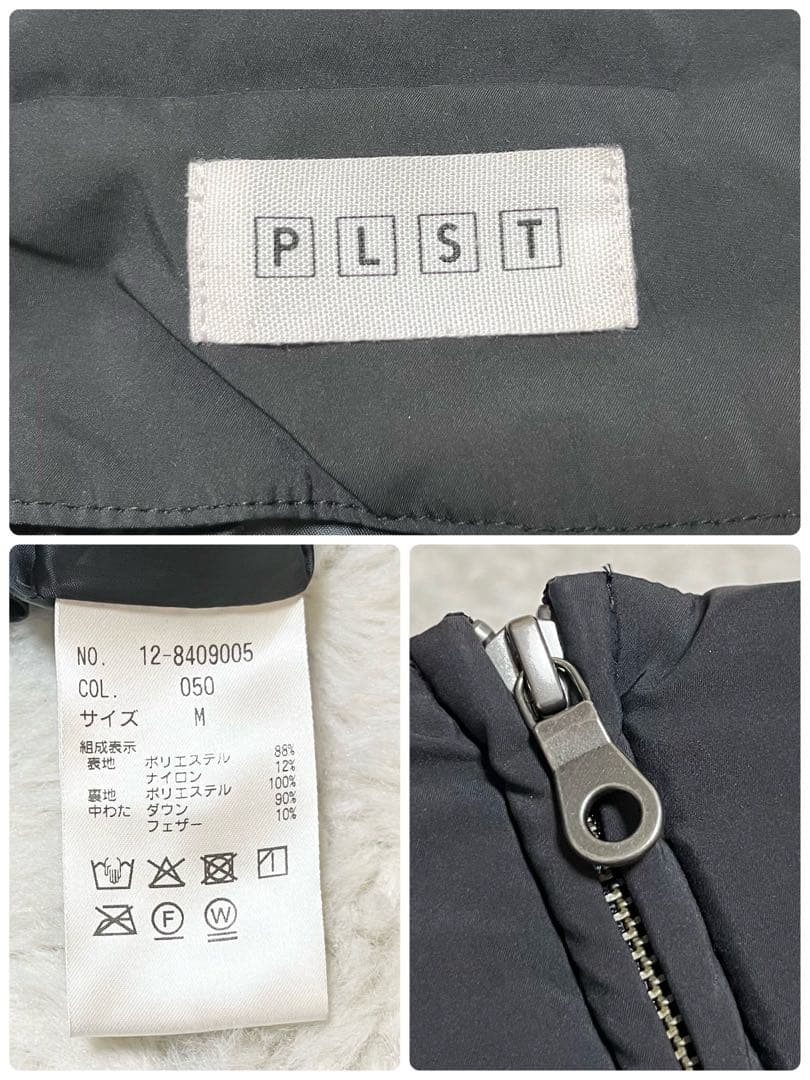 PLST
NO. 12-8409005
COL. 050
サイズ M
組成表示
表地 ポリエステル 88%
ナイロン 12%
裏地 ポリエステル 100%
中わた ダウン 90%
フェザー 10%
F W